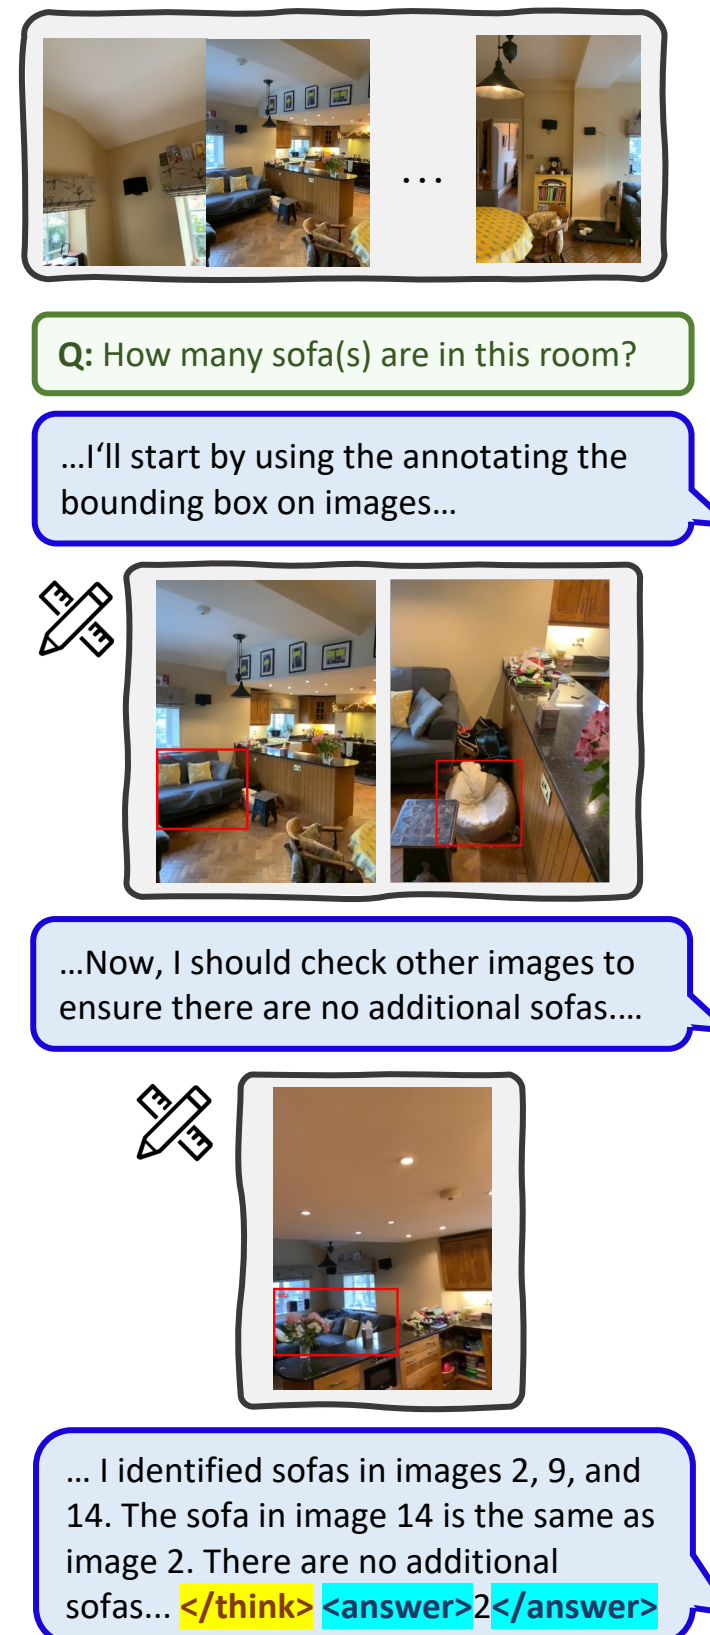 ...
Q: How many sofa(s) are in this room?
...I‘ll start by using the annotating the
bounding box on images...
...Now, I should check other images to
ensure there are no additional sofas....
... I identified sofas in images 2, 9, and
14. The sofa in image 14 is the same as
image 2. There are no additional
sofas... </think> <answer>2</answer>